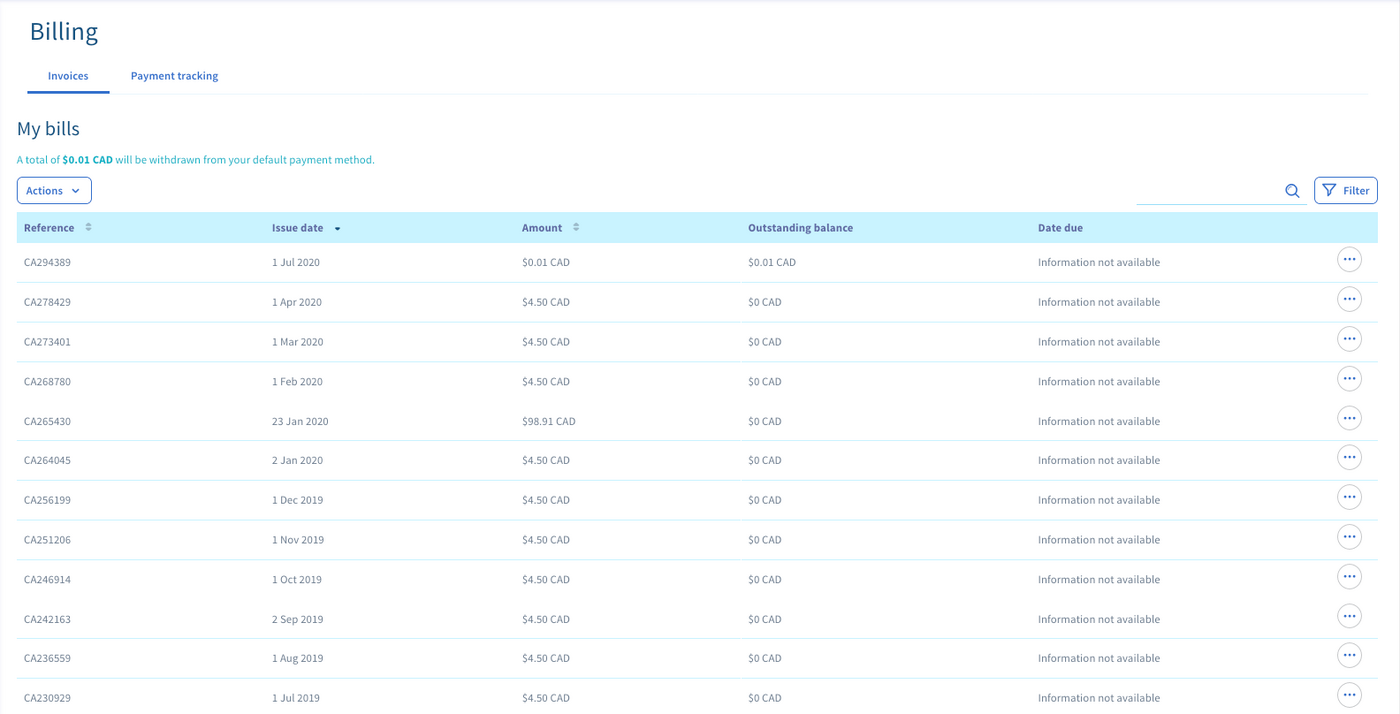 Billing
Invoices Payment tracking
My bills
A total of $0.01 CAD will be withdrawn from your default payment method.
Actions Filter
Reference Issue date Amount Outstanding balance Date due
CA294389 1 Jul 2020 $0.01 CAD $0.01 CAD Information not available
CA278429 1 Apr 2020 $4.50 CAD $0 CAD Information not available
CA273401 1 Mar 2020 $4.50 CAD $0 CAD Information not available
CA268780 1 Feb 2020 $4.50 CAD $0 CAD Information not available
CA265430 23 Jan 2020 $98.91 CAD $0 CAD Information not available
CA264045 2 Jan 2020 $4.50 CAD $0 CAD Information not available
CA256199 1 Dec 2019 $4.50 CAD $0 CAD Information not available
CA251206 1 Nov 2019 $4.50 CAD $0 CAD Information not available
CA246914 1 Oct 2019 $4.50 CAD $0 CAD Information not available
CA242163 2 Sep 2019 $4.50 CAD $0 CAD Information not available
CA236559 1 Aug 2019 $4.50 CAD $0 CAD Information not available
CA230929 1 Jul 2019 $4.50 CAD $0 CAD Information not available